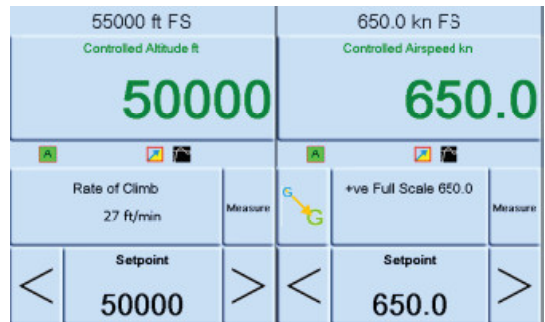 55000 ft FS
Controlled Altitude ft
50000
A
Rate of Climb
27 ft/min
Measure
Setpoint
<
50000
>
650.0 kn FS
Controlled Airspeed kn
650.0
A
G
G
+ve Full Scale 650.0
Measure
Setpoint
<
650.0
>